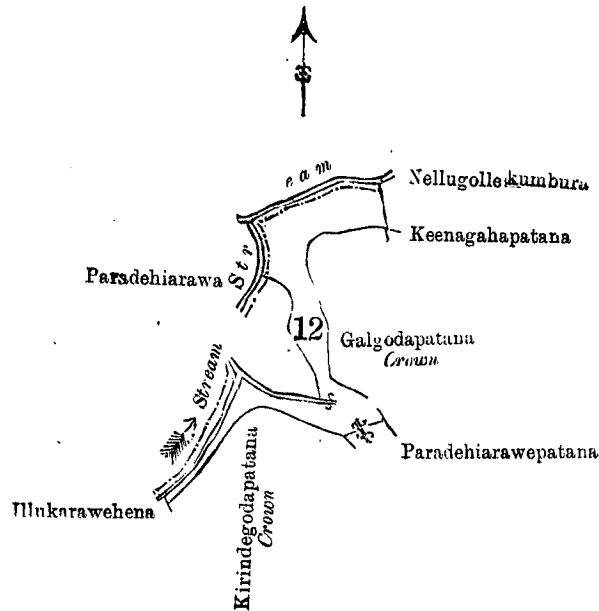 Stream
Nellugollekumbura
Keenagahapatana
Paradehiarawa
12
Galgodapatana
Crown
Stream
Paradehiarawepatana
Illukarawehena
Kirindegodapatana
Crown